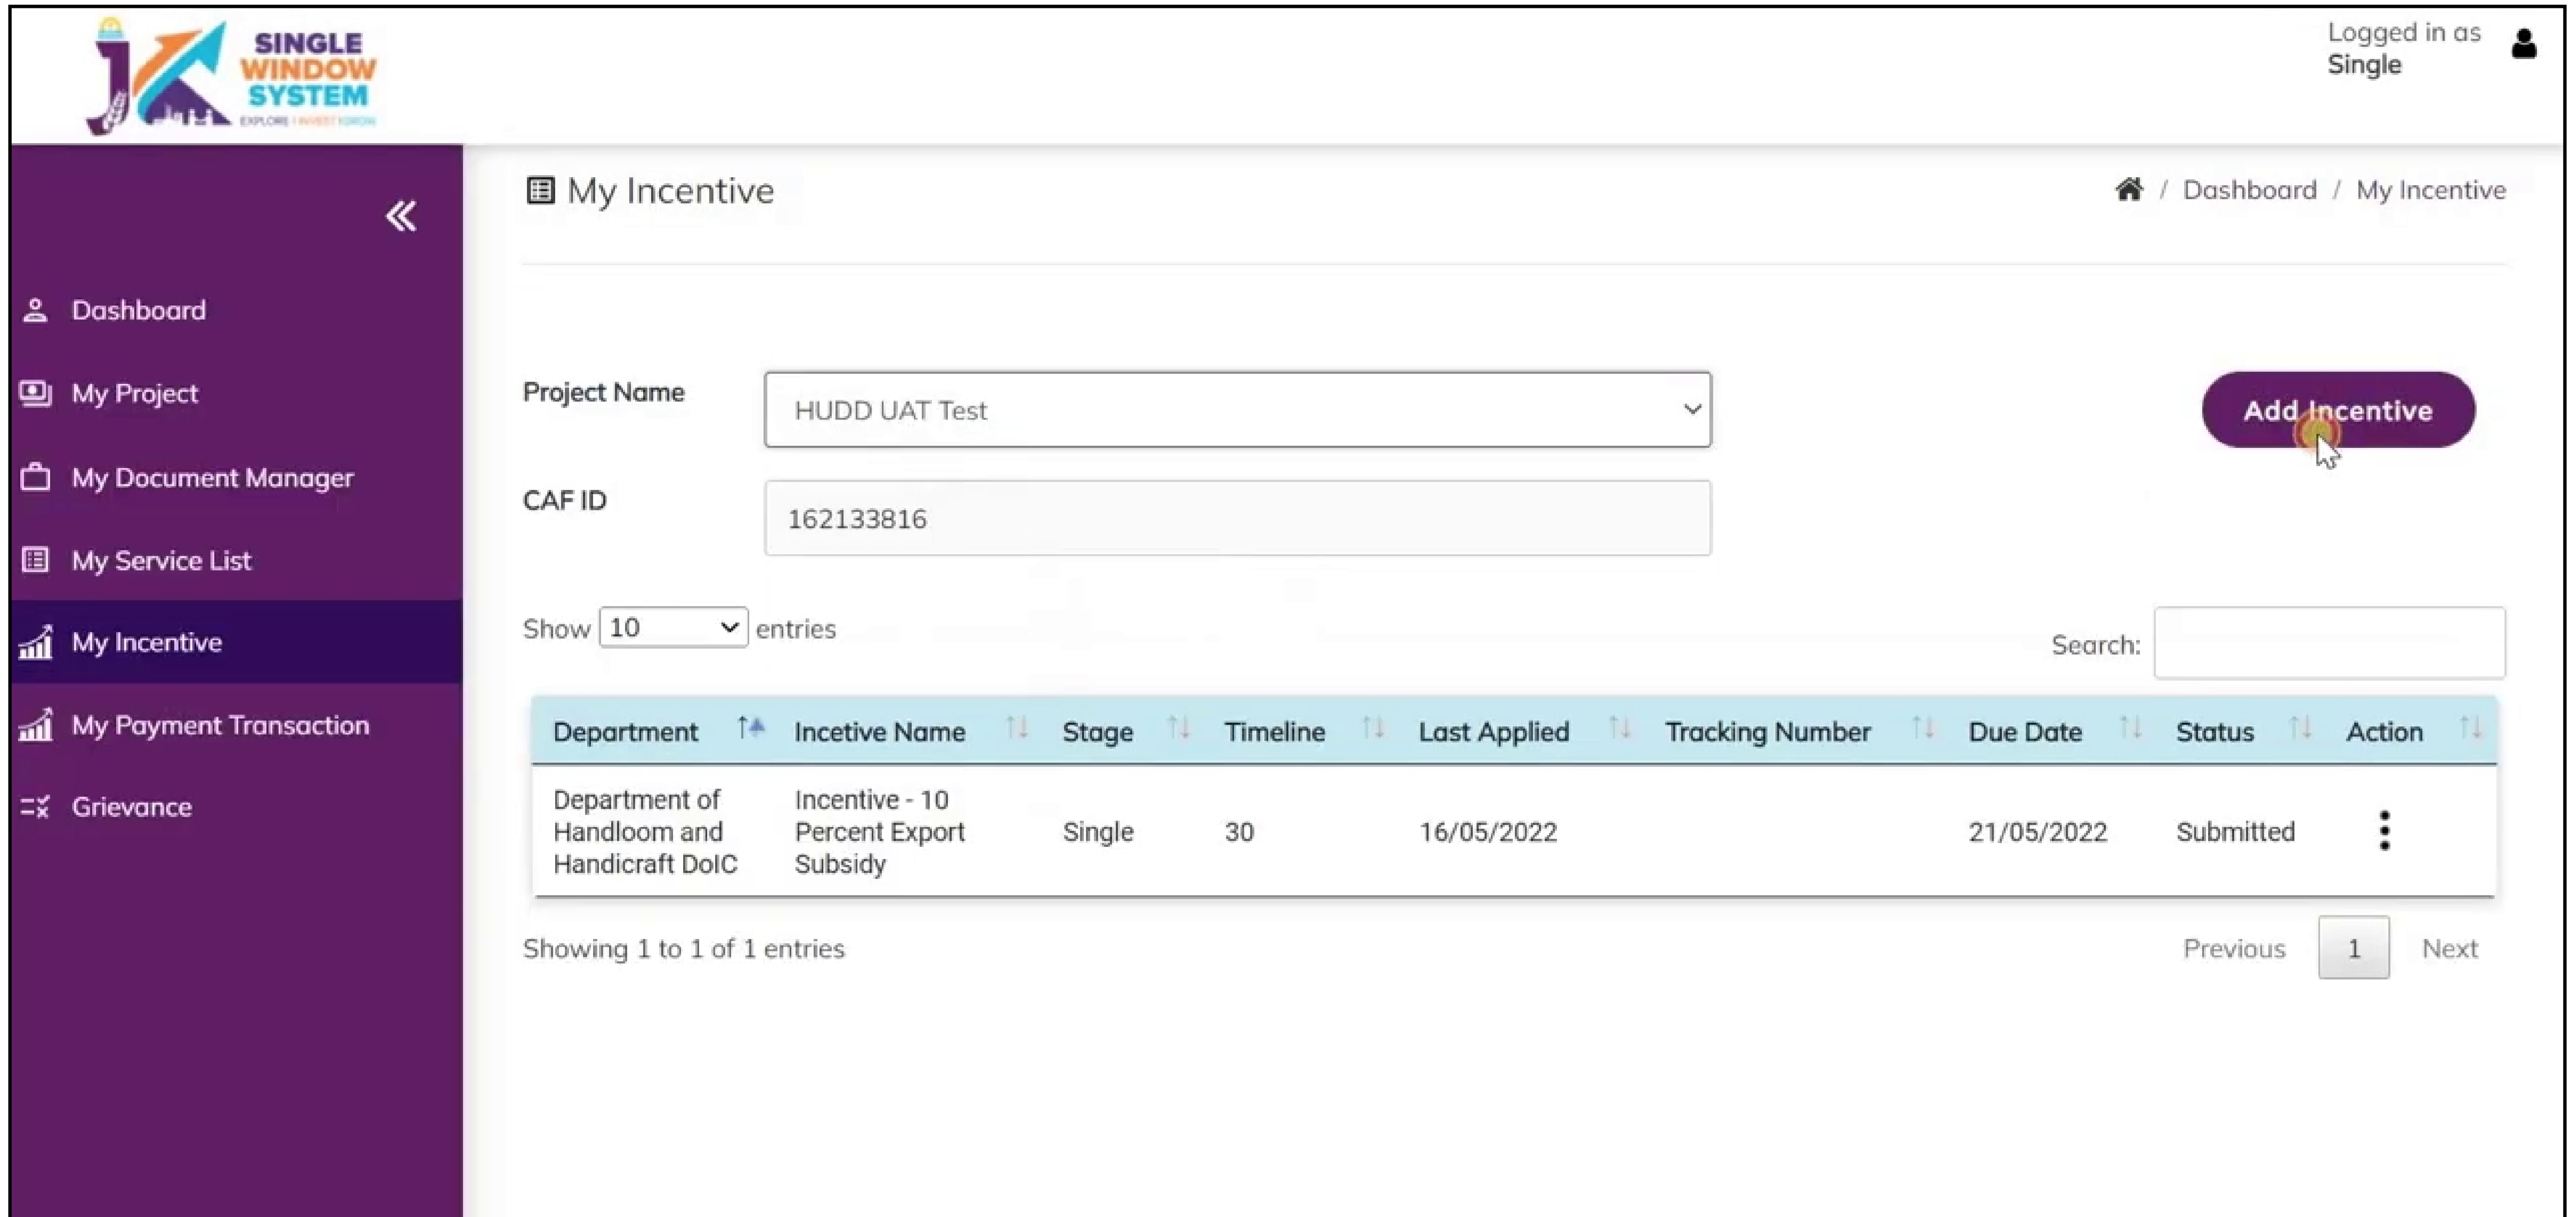 SINGLE
WINDOW
SYSTEM
EXPLORE | INVEST | GROW
Logged in as
Single
My Incentive
/ Dashboard / My Incentive
Dashboard
My Project
My Document Manager
My Service List
My Incentive
My Payment Transaction
Grievance
Project Name
HUDD UAT Test
Add Incentive
CAF ID
162133816
Show 10 entries
Search:
Department Incetive Name Stage Timeline Last Applied Tracking Number Due Date Status Action
Department of
Handloom and
Handicraft DoIC
Incentive - 10
Percent Export
Subsidy
Single
30
16/05/2022
21/05/2022
Submitted
Showing 1 to 1 of 1 entries
Previous 1 Next